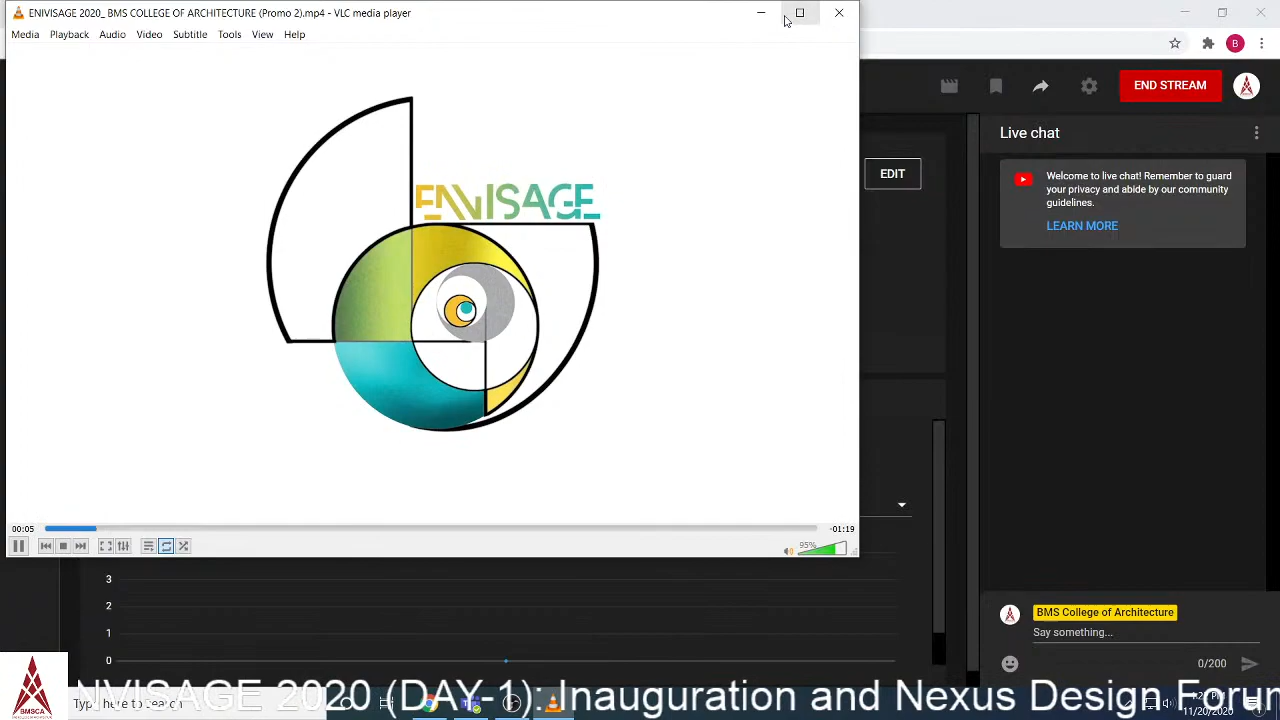 ENIVISAGE 2020_ BMS COLLEGE OF ARCHITECTURE (Promo 2).mp4 - VLC media player
Media Playback Audio Video Subtitle Tools View Help
END STREAM
Live chat
EDIT
Welcome to live chat! Remember to guard
your privacy and abide by our community
guidelines.
LEARN MORE
ENVISAGE
00:05
-01:19
95%
3
2
1
0
BMS College of Architecture
Say something...
0/200
NVISAGE 2020 (DAY-1): Inauguration and Nexus Design Forum
11/20/2020
BMSCA